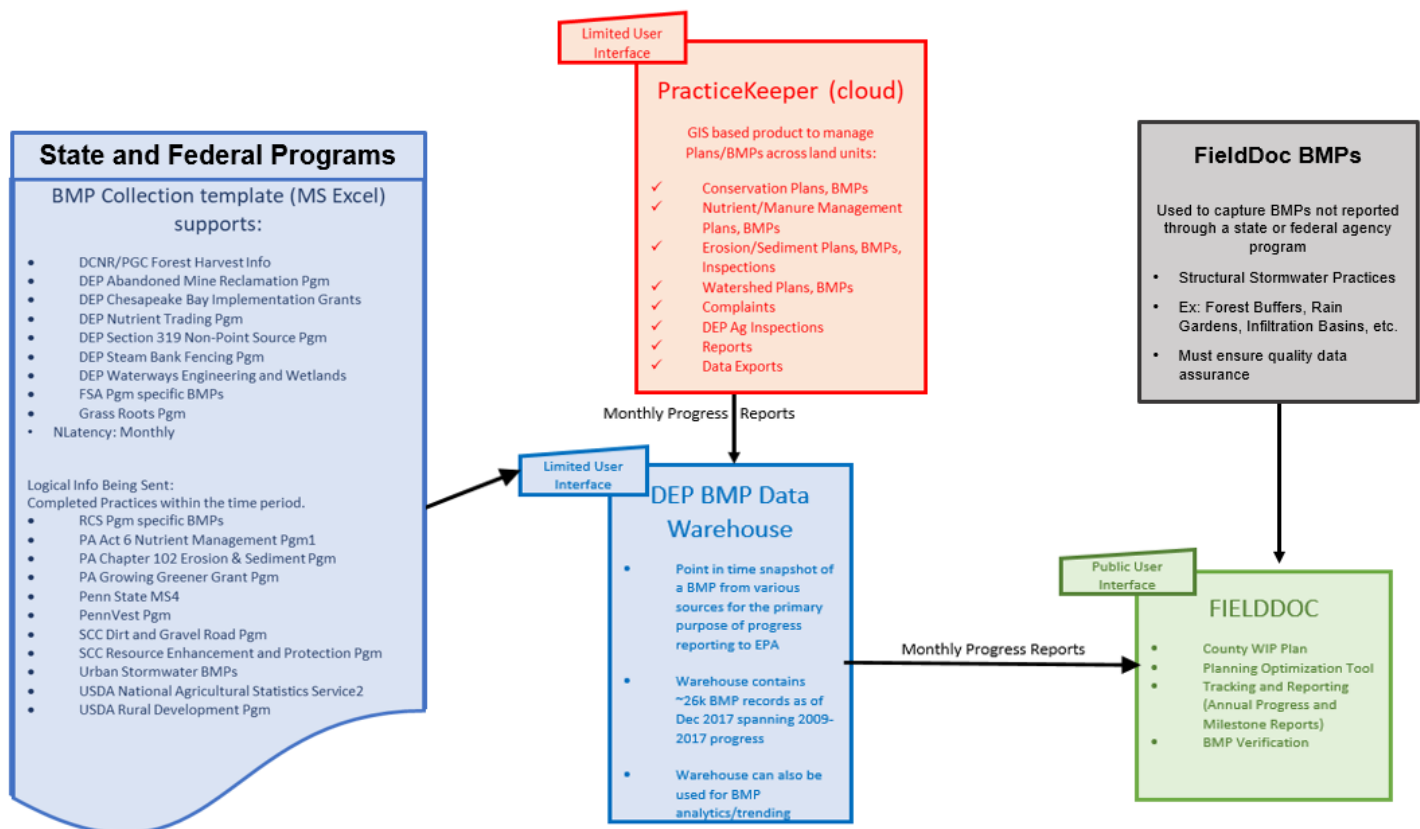 State and Federal Programs
BMP Collection template (MS Excel)
supports:
• DCNR/PGC Forest Harvest Info
• DEP Abandoned Mine Reclamation Pgm
• DEP Chesapeake Bay Implementation Grants
• DEP Nutrient Trading Pgm
• DEP Section 319 Non-Point Source Pgm
• DEP Steam Bank Fencing Pgm
• DEP Waterways Engineering and Wetlands
• FSA Pgm specific BMPs
• Grass Roots Pgm
• NLatency: Monthly
Logical Info Being Sent:
Completed Practices within the time period.
• RCS Pgm specific BMPs
• PA Act 6 Nutrient Management Pgm1
• PA Chapter 102 Erosion & Sediment Pgm
• PA Growing Greener Grant Pgm
• Penn State MS4
• PennVest Pgm
• SCC Dirt and Gravel Road Pgm
• SCC Resource Enhancement and Protection Pgm
• Urban Stormwater BMPs
• USDA National Agricultural Statistics Service2
• USDA Rural Development Pgm
Limited User
Interface
PracticeKeeper (cloud)
GIS based product to manage
Plans/BMPs across land units:
✓ Conservation Plans, BMPs
✓ Nutrient/Manure Management
Plans, BMPs
✓ Erosion/Sediment Plans, BMPs,
Inspections
✓ Watershed Plans, BMPs
✓ Complaints
✓ DEP Ag Inspections
✓ Reports
✓ Data Exports
Monthly Progress Reports
Limited User
Interface
DEP BMP Data
Warehouse
• Point in time snapshot of
a BMP from various
sources for the primary
purpose of progress
reporting to EPA
• Warehouse contains
~26k BMP records as of
Dec 2017 spanning 2009-
2017 progress
• Warehouse can also be
used for BMP
analytics/trending
Monthly Progress Reports
FieldDoc BMPs
Used to capture BMPs not reported
through a state or federal agency
program
• Structural Stormwater Practices
• Ex: Forest Buffers, Rain
Gardens, Infiltration Basins, etc.
• Must ensure quality data
assurance
Public User
Interface
FIELDDOC
• County WIP Plan
• Planning Optimization Tool
• Tracking and Reporting
(Annual Progress and
Milestone Reports)
• BMP Verification